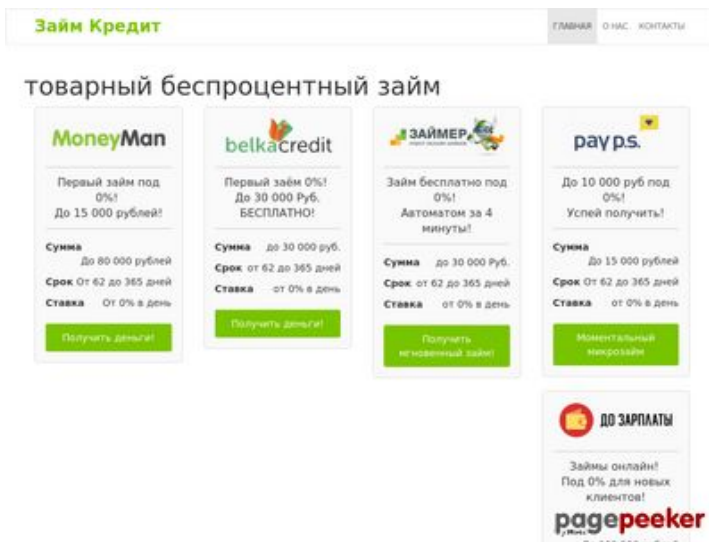 Займ Кредит
ГЛАВНАЯ О НАС КОНТАКТЫ
товарный беспроцентный займ
MoneyMan
Первый займ под
0%!
До 15 000 рублей!
Сумма
До 80 000 рублей
Срок От 62 до 365 дней
Ставка От 0% в день
Получить деньги!
belkacredit
Первый заём 0%!
До 30 000 Руб.
БЕСПЛАТНО!
Сумма до 30 000 руб.
Срок от 62 до 365 дней
Ставка от 0% в день
Получить деньги!
ЗАЙМЕР
Займ бесплатно под
0%!
Автоматом за 4
минуты!
Сумма до 30 000 Руб.
Срок от 62 до 365 дней
Ставка от 0% в день
Получить
мгновенный займ!
pay p.s.
До 10 000 руб под
0%!
Успей получить!
Сумма
До 15 000 рублей
Срок От 62 до 365 дней
Ставка От 0% в день
Моментальный
микрозайм
ДО ЗАРПЛАТЫ
Займы онлайн!
Под 0% для новых
клиентов!
pagepeeker